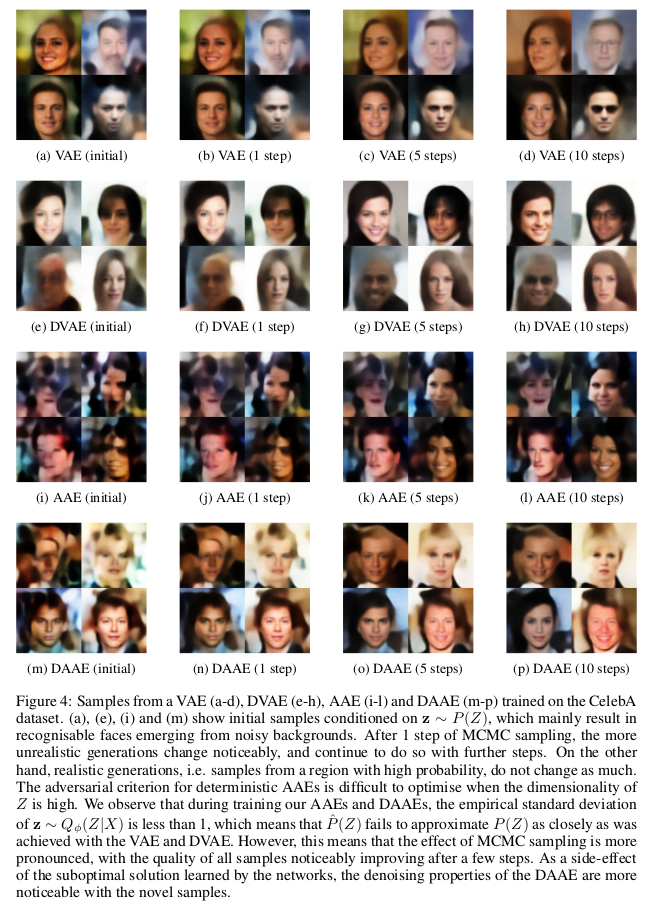 (a) VAE (initial)
(b) VAE (1 step)
(c) VAE (5 steps)
(d) VAE (10 steps)
(e) DVAE (initial)
(f) DVAE (1 step)
(g) DVAE (5 steps)
(h) DVAE (10 steps)
(i) AAE (initial)
(j) AAE (1 step)
(k) AAE (5 steps)
(l) AAE (10 steps)
(m) DAAE (initial)
(n) DAAE (1 step)
(o) DAAE (5 steps)
(p) DAAE (10 steps)
Figure 4: Samples from a VAE (a-d), DVAE (e-h), AAE (i-l) and DAAE (m-p) trained on the CelebA
dataset. (a), (e), (i) and (m) show initial samples conditioned on z ∼ P(Z), which mainly result in
recognisable faces emerging from noisy backgrounds. After 1 step of MCMC sampling, the more
unrealistic generations change noticeably, and continue to do so with further steps. On the other
hand, realistic generations, i.e. samples from a region with high probability, do not change as much.
The adversarial criterion for deterministic AAEs is difficult to optimise when the dimensionality of
Z is high. We observe that during training our AAEs and DAAEs, the empirical standard deviation
of z ∼ Qϕ(Z|X) is less than 1, which means that P̂(Z) fails to approximate P(Z) as closely as was
achieved with the VAE and DVAE. However, this means that the effect of MCMC sampling is more
pronounced, with the quality of all samples noticeably improving after a few steps. As a side-effect
of the suboptimal solution learned by the networks, the denoising properties of the DAAE are more
noticeable with the novel samples.